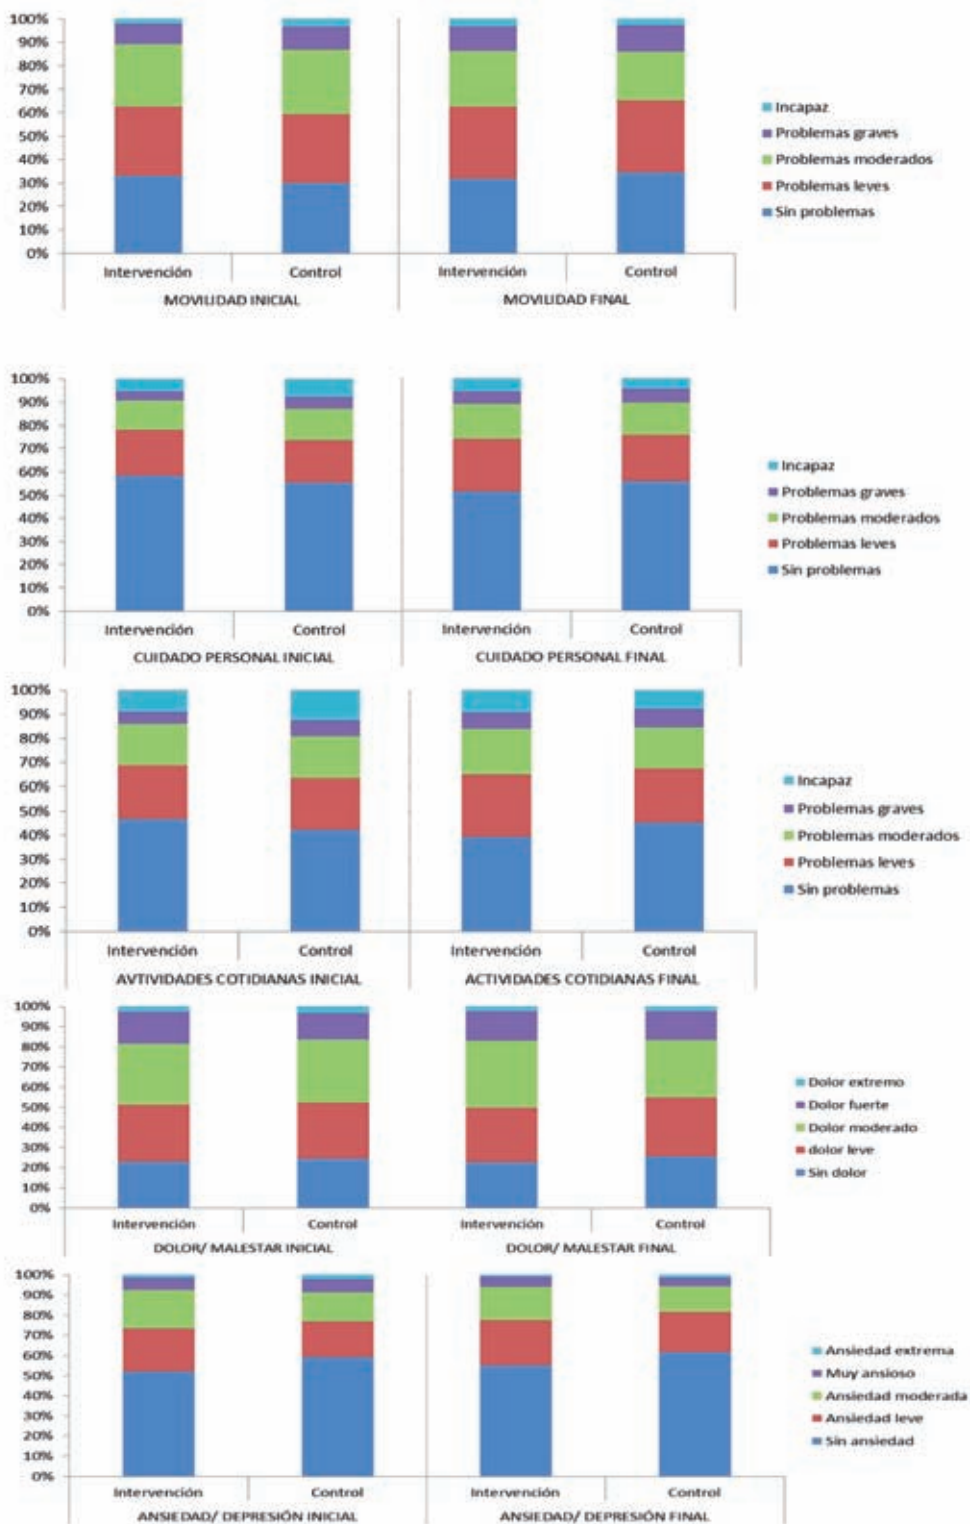 100%
90%
80%
70%
60%
50%
40%
30%
20%
10%
0%
Incapaz
Problemas graves
Problemas moderados
Problemas leves
Sin problemas
Intervención Control Intervención Control
MOVILIDAD INICIAL MOVILIDAD FINAL
100%
90%
80%
70%
60%
50%
40%
30%
20%
10%
0%
Incapaz
Problemas graves
Problemas moderados
Problemas leves
Sin problemas
Intervención Control Intervención Control
CUIDADO PERSONAL INICIAL CUIDADO PERSONAL FINAL
100%
90%
80%
70%
60%
50%
40%
30%
20%
10%
0%
Incapaz
Problemas graves
Problemas moderados
Problemas leves
Sin problemas
Intervención Control Intervención Control
AVTIVIDADES COTIDIANAS INICIAL ACTIVIDADES COTIDIANAS FINAL
100%
90%
80%
70%
60%
50%
40%
30%
20%
10%
0%
Dolor extremo
Dolor fuerte
Dolor moderado
dolor leve
Sin dolor
Intervención Control Intervención Control
DOLOR/ MALESTAR INICIAL DOLOR/ MALESTAR FINAL
100%
90%
80%
70%
60%
50%
40%
30%
20%
10%
0%
Ansiedad extrema
Muy ansioso
Ansiedad moderada
Ansiedad leve
Sin ansiedad
Intervención Control Intervención Control
ANSIEDAD/ DEPRESIÓN INICIAL ANSIEDAD/ DEPRESIÓN FINAL